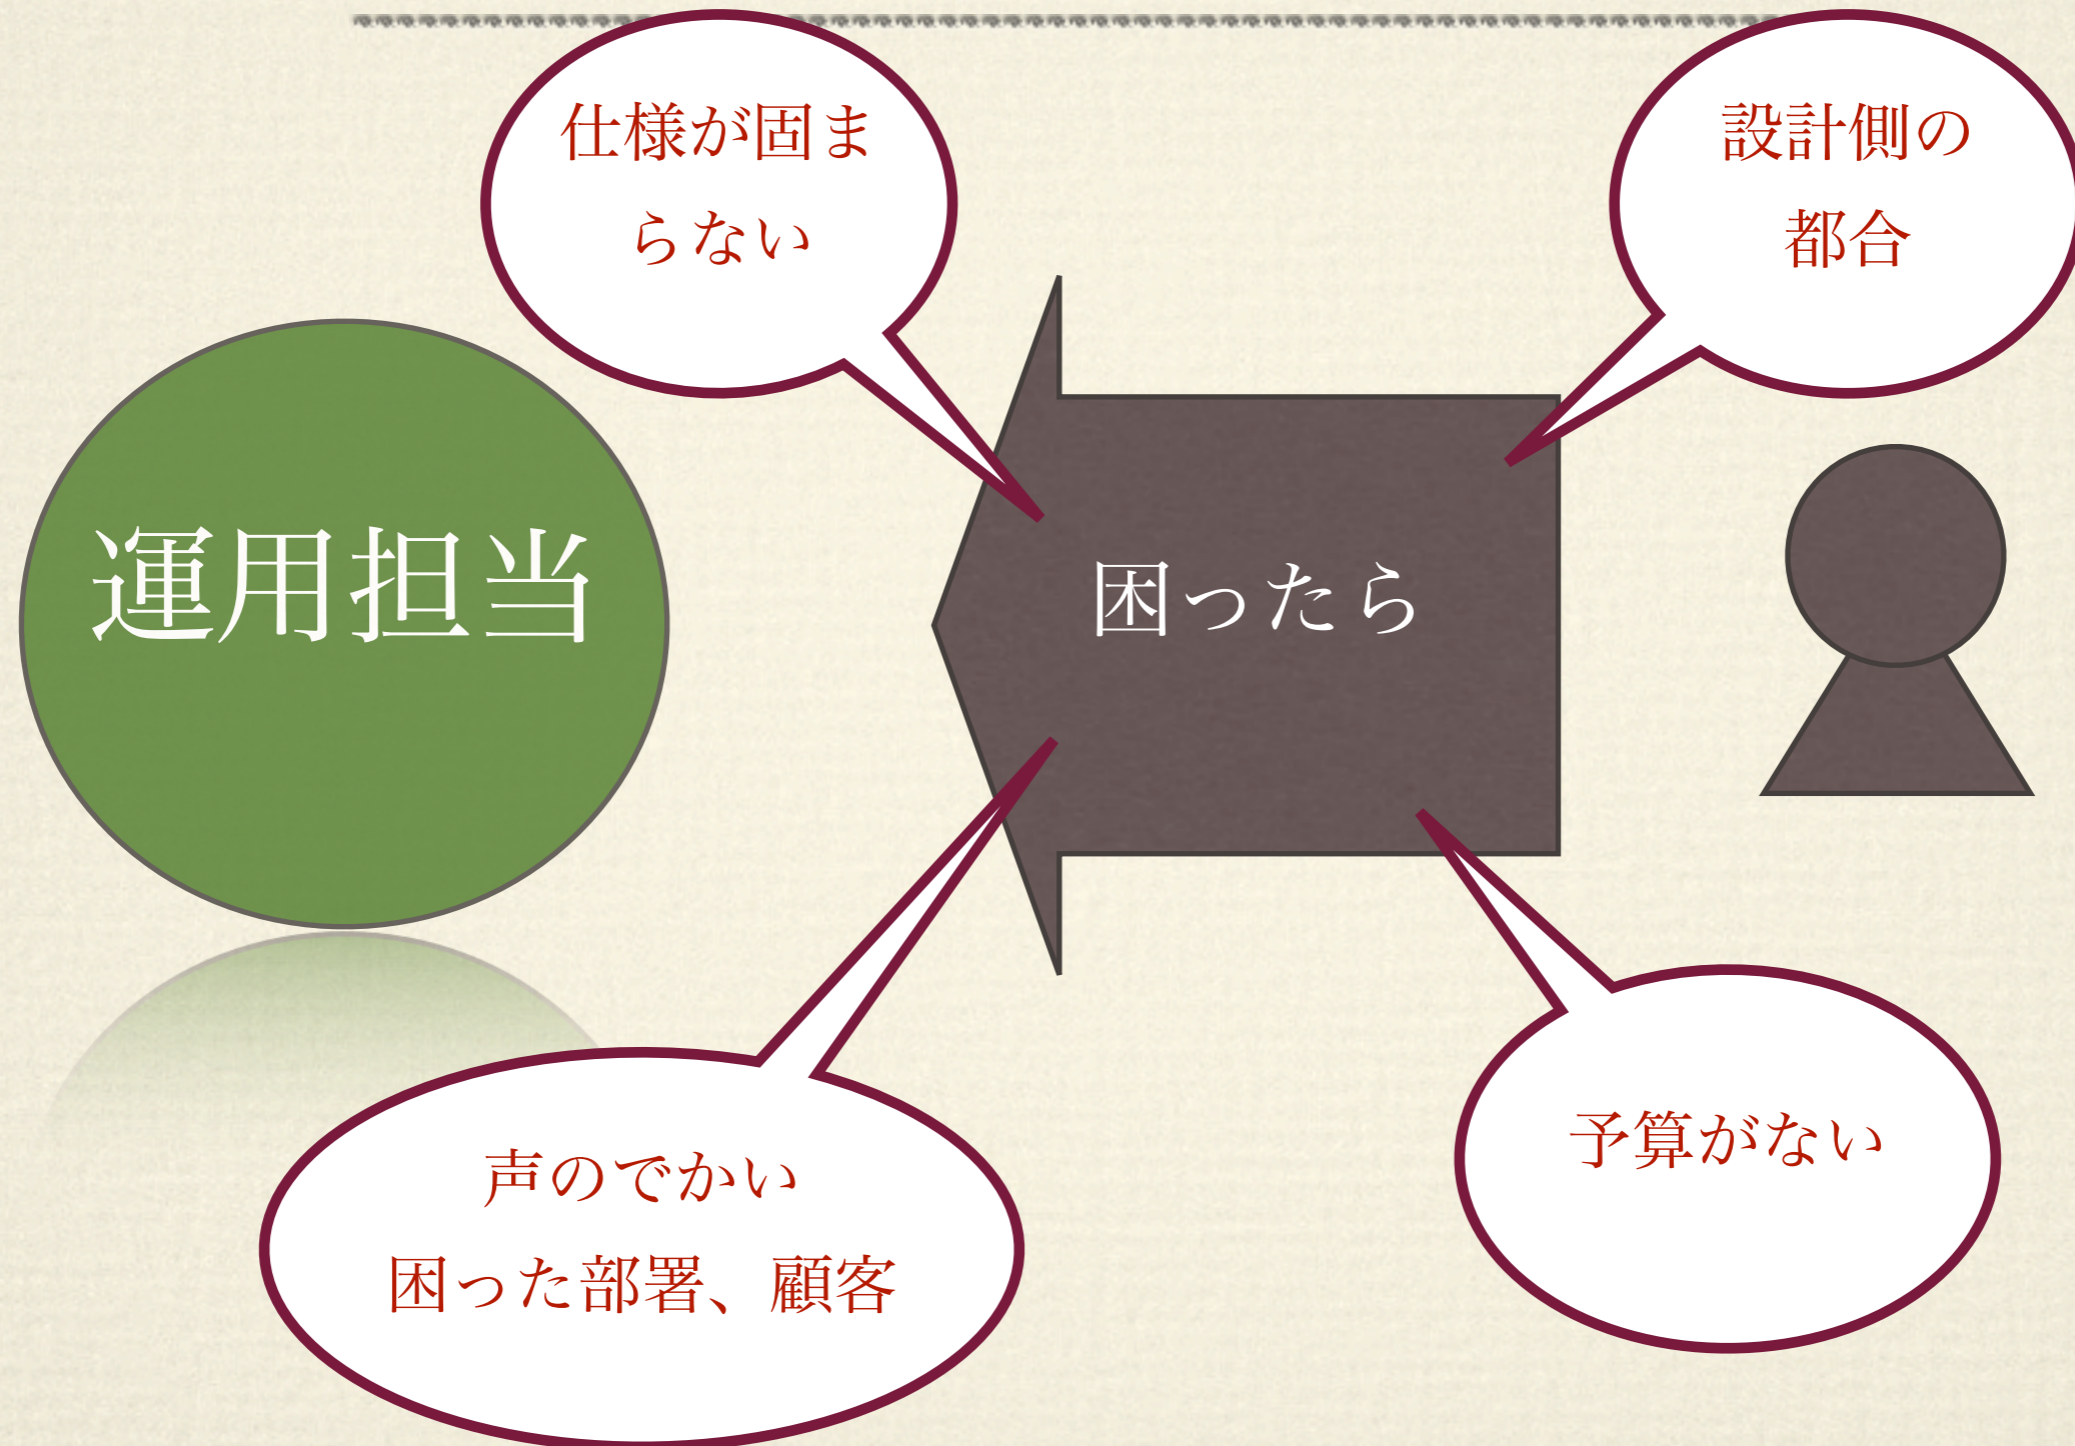 仕様が固ま
らない
設計側の
都合
運用担当
困ったら
声のでかい
困った部署、顧客
予算がない